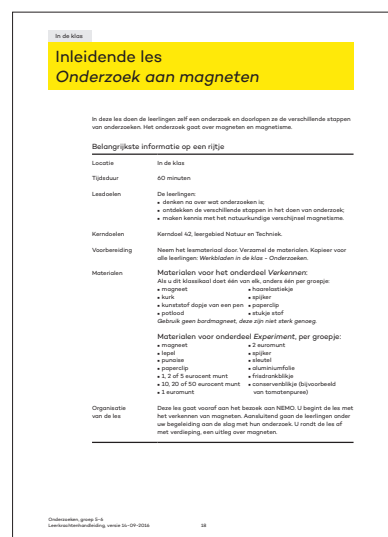 In de klas
Inleidende les
Onderzoek aan magneten
In deze les doen de leerlingen zelf een onderzoek en doorlopen ze de verschillende stappen
van onderzoeken. Het onderzoek gaat over magneten en magnetisme.
Belangrijkste informatie op een rijtje
Locatie In de klas
Tijdsduur 60 minuten
Lesdoelen De leerlingen:
• denken na over wat onderzoeken is;
• ontdekken de verschillende stappen in het doen van onderzoek;
• maken kennis met het natuurkundige verschijnsel magnetisme.
Kerndoelen Kerndoel 42, leergebied Natuur en Techniek.
Voorbereiding Neem het lesmateriaal door. Verzamel de materialen. Kopieer voor
alle leerlingen: Werkbladen in de klas - Onderzoeken.
Materialen Materialen voor het onderdeel Verkennen:
Als u dit klassikaal doet één van elk, anders één per groepje:
• magneet • haarelastiekje
• kurk • spijker
• kunststof dopje van een pen • paperclip
• potlood • stukje stof
Gebruik geen bordmagneet, deze zijn niet sterk genoeg.
Materialen voor onderdeel Experiment, per groepje:
• magneet • 2 euromunt
• lepel • spijker
• punaise • sleutel
• paperclip • aluminiumfolie
• 1, 2 of 5 eurocent munt • frisdrankblikje
• 10, 20 of 50 eurocent munt • conservenblikje (bijvoorbeeld
• 1 euromunt van tomatenpuree)
Organisatie Deze les gaat vooraf aan het bezoek aan NEMO. U begint de les met
van de les het verkennen van magneten. Aansluitend gaan de leerlingen onder
uw begeleiding aan de slag met hun onderzoek. U rondt de les af
met verdieping, een uitleg over magneten.
Onderzoeken, groep 5-6
Leerkrachtenhandleiding, versie 14-09-2016 18